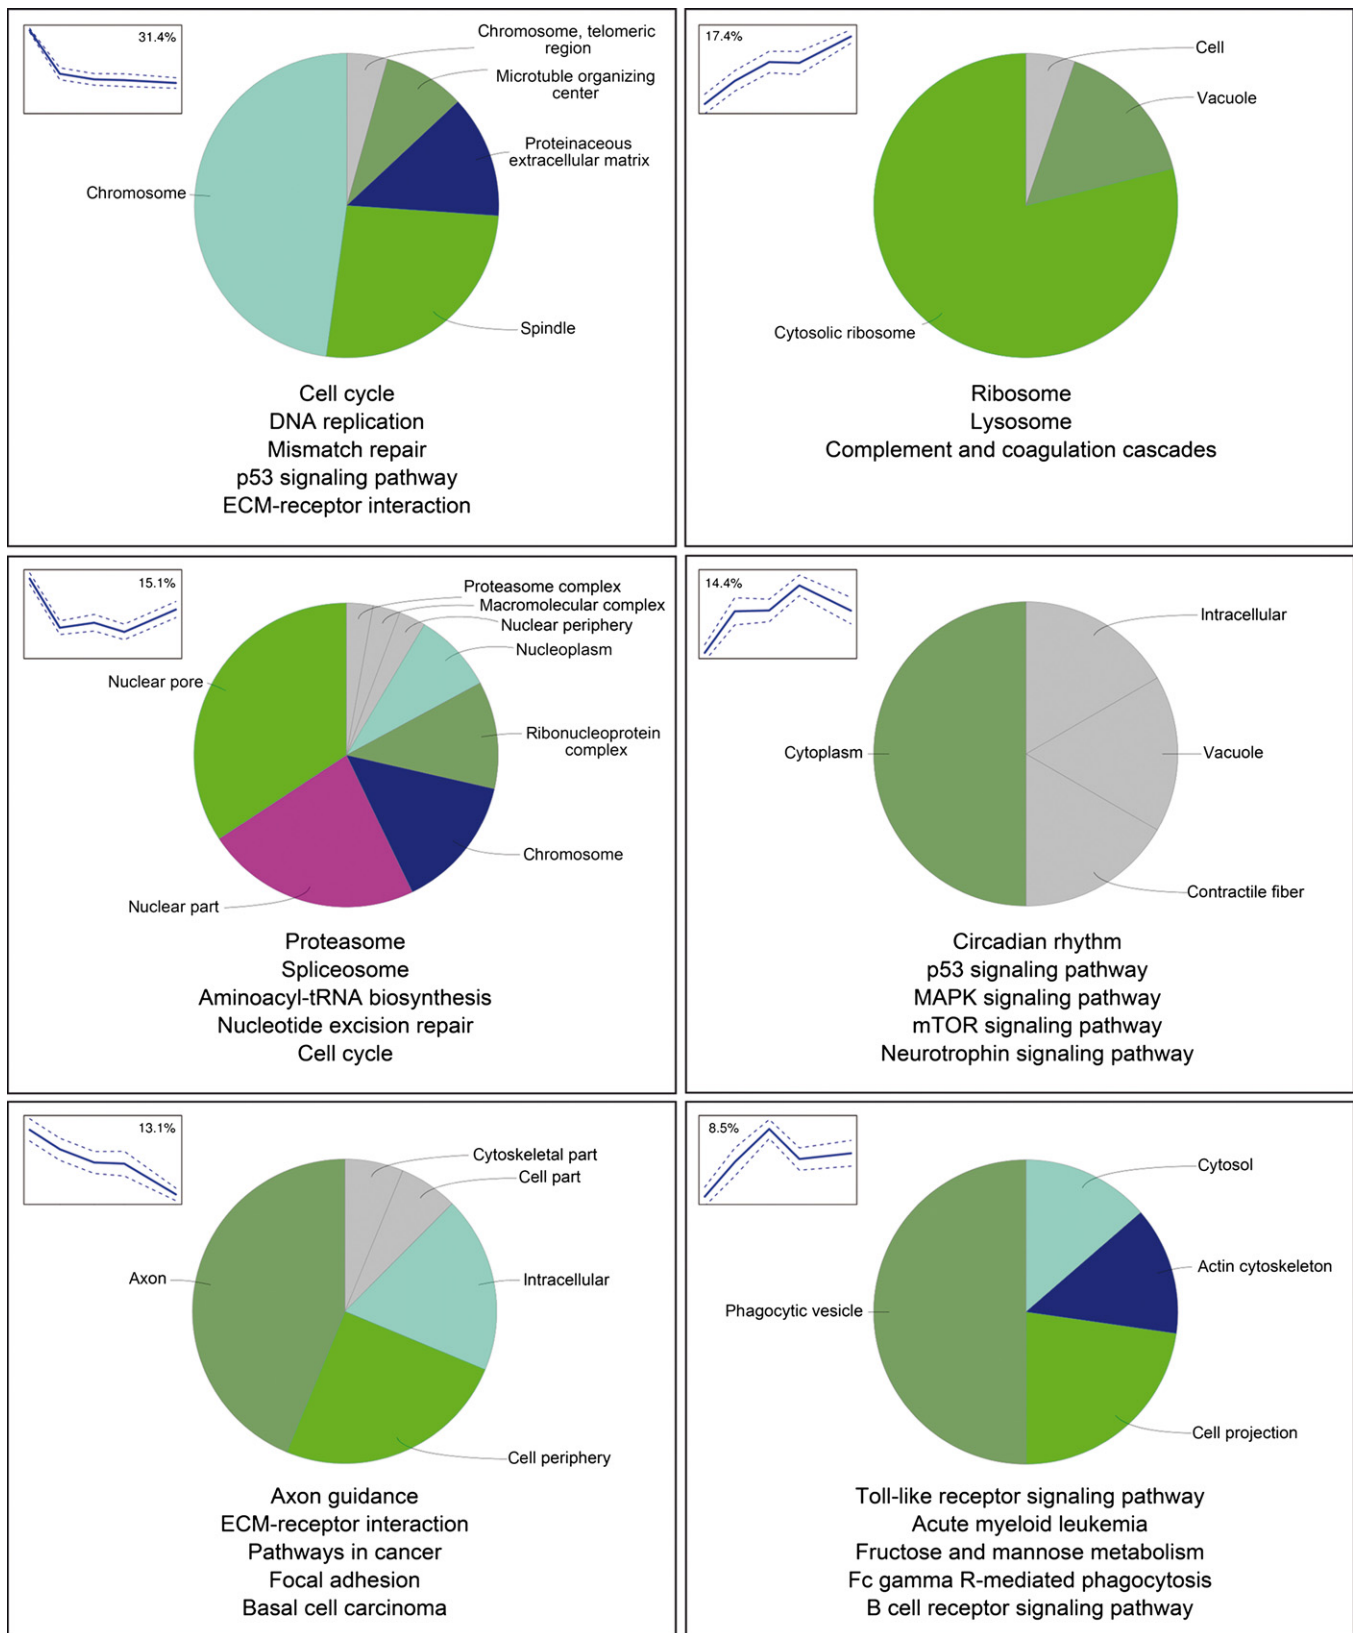 31.4%
Chromosome, telomeric
region
Microtuble organizing
center
Proteinaceous
extracellular matrix
Chromosome
Spindle
Cell cycle
DNA replication
Mismatch repair
p53 signaling pathway
ECM-receptor interaction
17.4%
Cell
Vacuole
Cytosolic ribosome
Ribosome
Lysosome
Complement and coagulation cascades
15.1%
Proteasome complex
Macromolecular complex
Nuclear periphery
Nucleoplasm
Nuclear pore
Ribonucleoprotein
complex
Chromosome
Nuclear part
Proteasome
Spliceosome
Aminoacyl-tRNA biosynthesis
Nucleotide excision repair
Cell cycle
14.4%
Intracellular
Cytoplasm
Vacuole
Contractile fiber
Circadian rhythm
p53 signaling pathway
MAPK signaling pathway
mTOR signaling pathway
Neurotrophin signaling pathway
13.1%
Cytoskeletal part
Cell part
Axon
Intracellular
Cell periphery
Axon guidance
ECM-receptor interaction
Pathways in cancer
Focal adhesion
Basal cell carcinoma
8.5%
Cytosol
Actin cytoskeleton
Phagocytic vesicle
Cell projection
Toll-like receptor signaling pathway
Acute myeloid leukemia
Fructose and mannose metabolism
Fc gamma R-mediated phagocytosis
B cell receptor signaling pathway